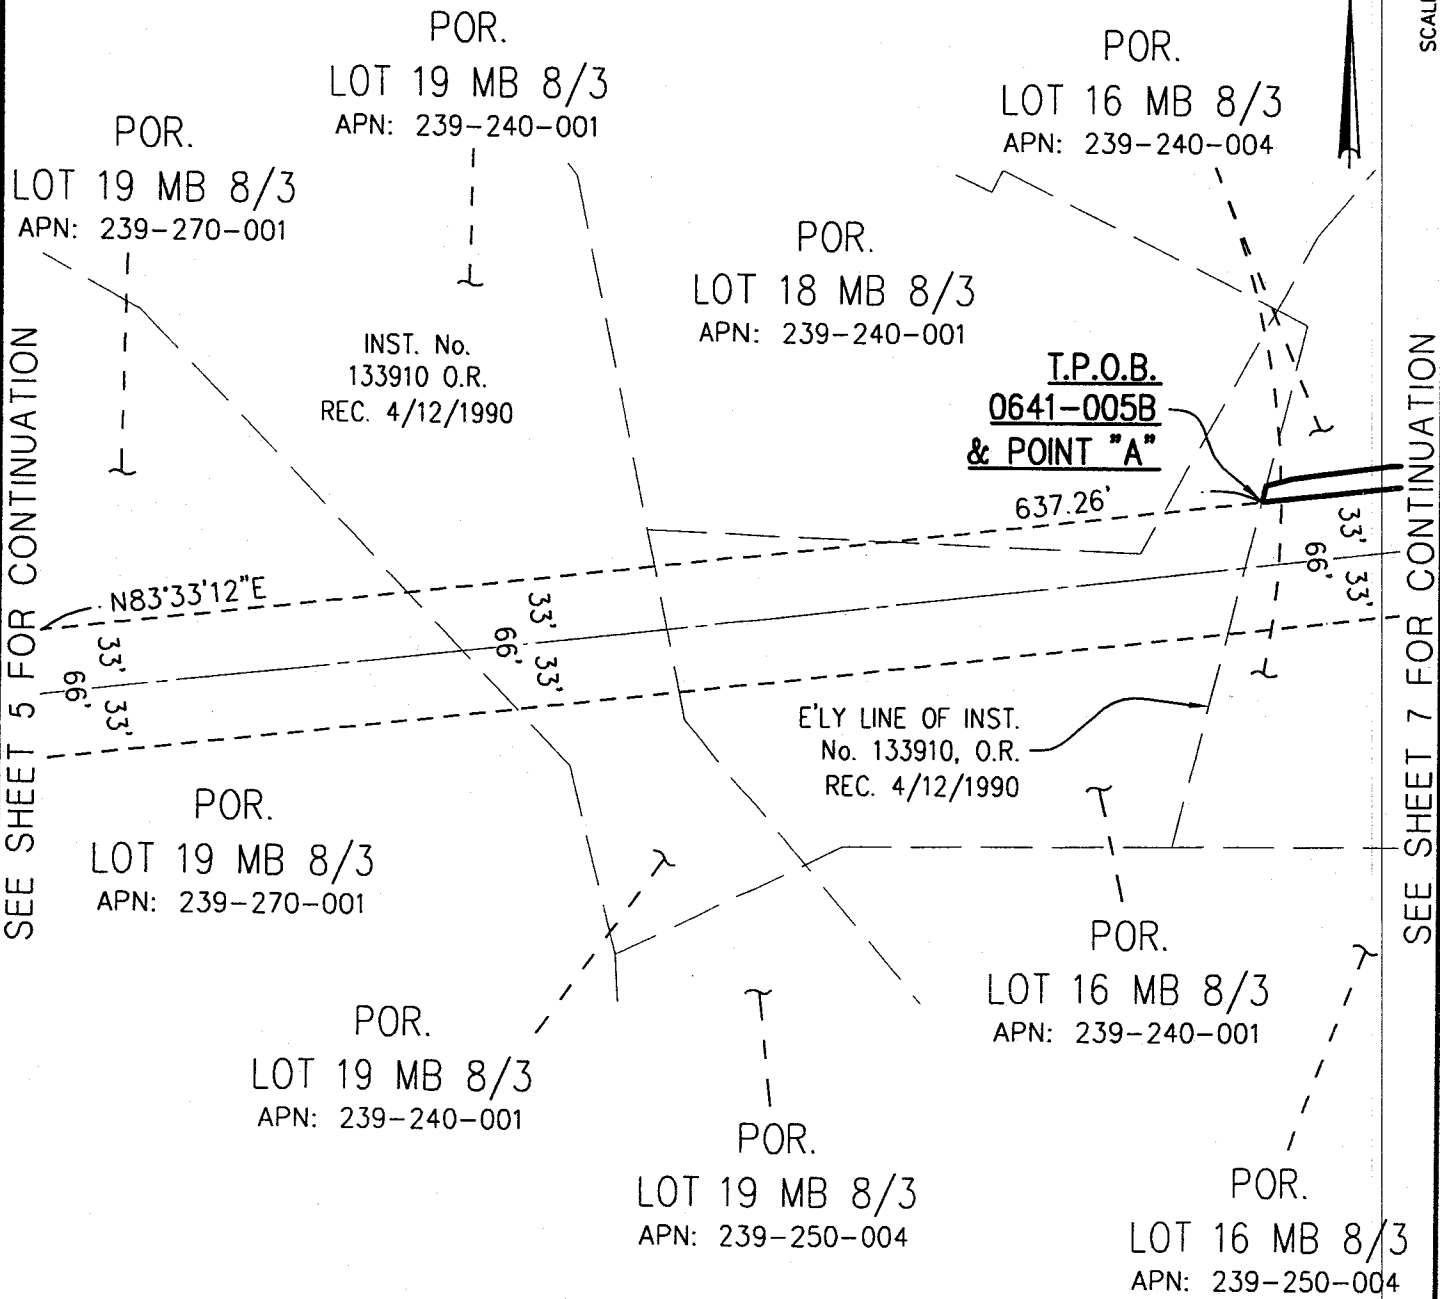 POR.
LOT 19 MB 8/3
APN: 239-240-001
POR.
LOT 16 MB 8/3
APN: 239-240-004
POR.
LOT 19 MB 8/3
APN: 239-270-001
POR.
LOT 18 MB 8/3
APN: 239-240-001
INST. No.
133910 O.R.
REC. 4/12/1990
T.P.O.B.
0641-005B
& POINT "A"
637.26'
N83°33'12"E
33'
66'
33'
33'
66'
33'
33'
66'
33'
SEE SHEET 5 FOR CONTINUATION
SEE SHEET 7 FOR CONTINUATION
E'LY LINE OF INST.
No. 133910, O.R.
REC. 4/12/1990
POR.
LOT 19 MB 8/3
APN: 239-270-001
POR.
LOT 16 MB 8/3
APN: 239-240-001
POR.
LOT 19 MB 8/3
APN: 239-240-001
POR.
LOT 19 MB 8/3
APN: 239-250-004
POR.
LOT 16 MB 8/3
APN: 239-250-004